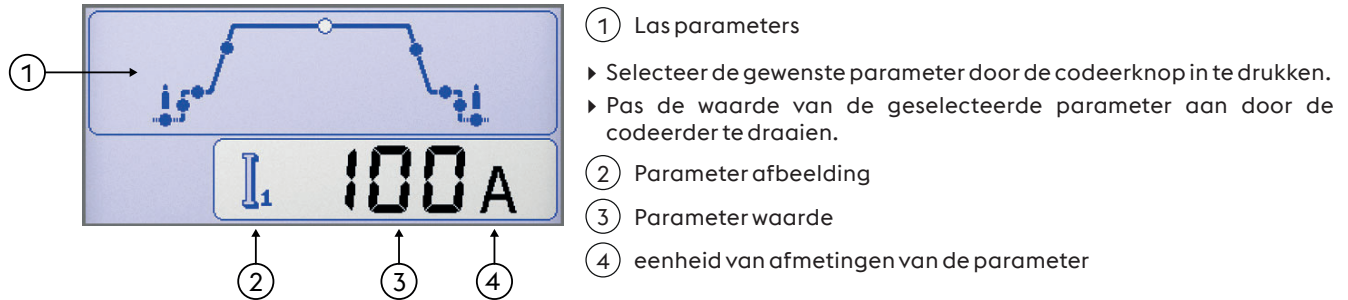 1 Las parameters
1
▸ Selecteer de gewenste parameter door de codeerknop in te drukken.
▸ Pas de waarde van de geselecteerde parameter aan door de
codeerder te draaien.
I1 100 A
2 Parameter afbeelding
3 Parameter waarde
2 3 4
4 eenheid van afmetingen van de parameter